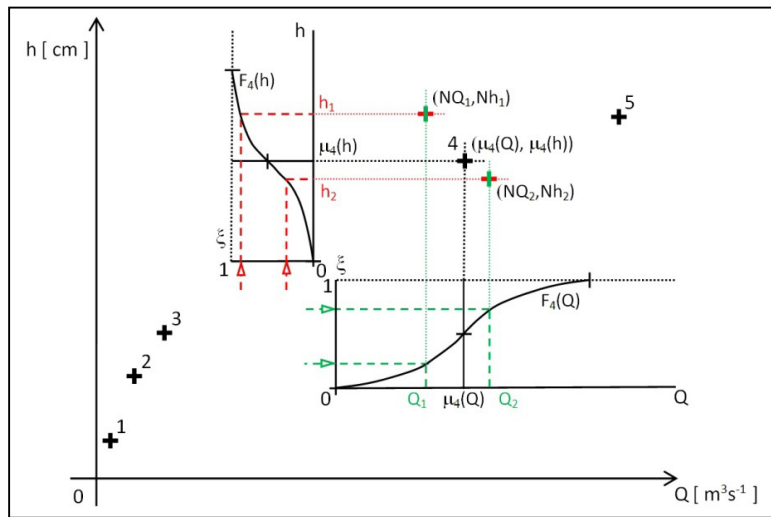 h [ cm ]
h
F₄(h)
h₁
(NQ₁,Nh₁)
5
μ₄(h)
4
(μ₄(Q), μ₄(h))
h₂
(NQ₂,Nh₂)
ξ
1
0
ξ
1
F₄(Q)
3
2
0
Q₁
μ₄(Q)
Q₂
Q
1
0
Q [ m³s⁻¹ ]